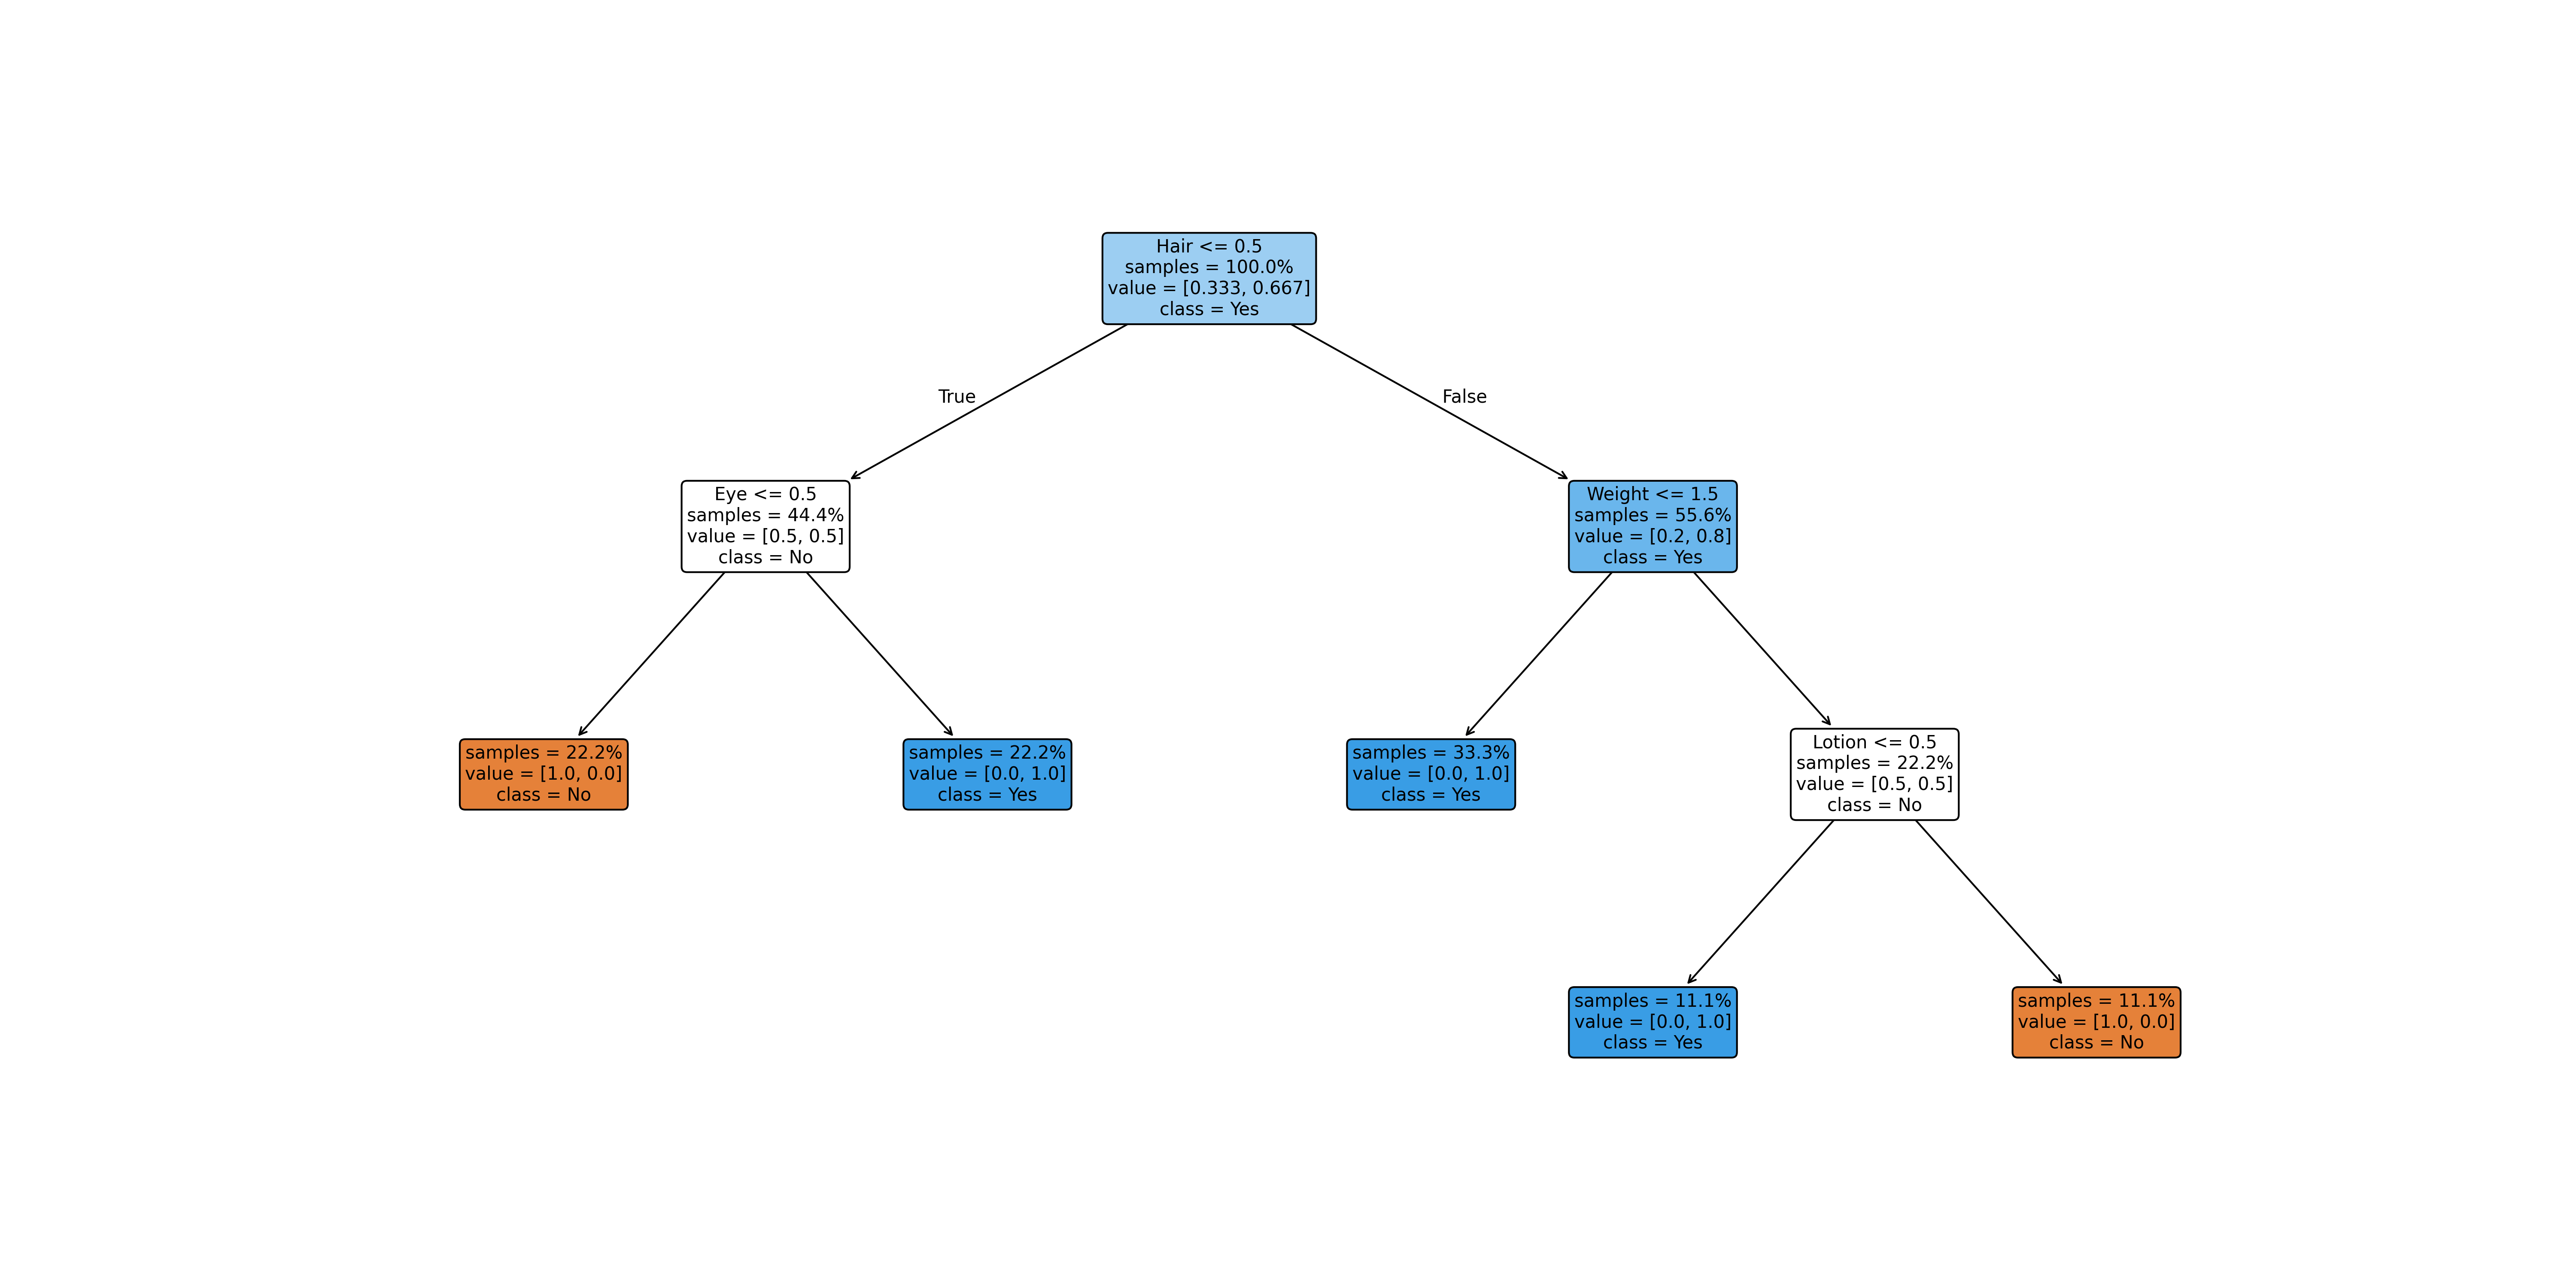 Hair <= 0.5
samples = 100.0%
value = [0.333, 0.667]
class = Yes
True
False
Eye <= 0.5
samples = 44.4%
value = [0.5, 0.5]
class = No
Weight <= 1.5
samples = 55.6%
value = [0.2, 0.8]
class = Yes
samples = 22.2%
value = [1.0, 0.0]
class = No
samples = 22.2%
value = [0.0, 1.0]
class = Yes
samples = 33.3%
value = [0.0, 1.0]
class = Yes
Lotion <= 0.5
samples = 22.2%
value = [0.5, 0.5]
class = No
samples = 11.1%
value = [0.0, 1.0]
class = Yes
samples = 11.1%
value = [1.0, 0.0]
class = No